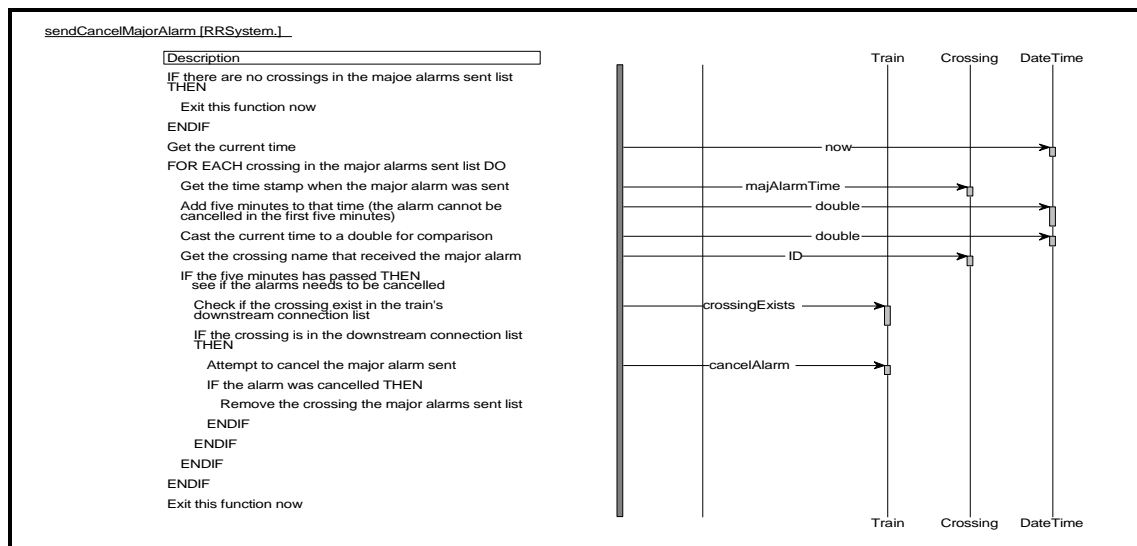 sendCancelMajorAlarm [RRSystem.]
Description
IF there are no crossings in the majoe alarms sent list
THEN
Exit this function now
ENDIF
Get the current time
FOR EACH crossing in the major alarms sent list DO
Get the time stamp when the major alarm was sent
Add five minutes to that time (the alarm cannot be
cancelled in the first five minutes)
Cast the current time to a double for comparison
Get the crossing name that received the major alarm
IF the five minutes has passed THEN
see if the alarms needs to be cancelled
Check if the crossing exist in the train's
downstream connection list
IF the crossing is in the downstream connection list
THEN
Attempt to cancel the major alarm sent
IF the alarm was cancelled THEN
Remove the crossing the major alarms sent list
ENDIF
ENDIF
ENDIF
ENDIF
Exit this function now
Train Crossing DateTime
now
majAlarmTime
double
double
ID
crossingExists
cancelAlarm
Train Crossing DateTime